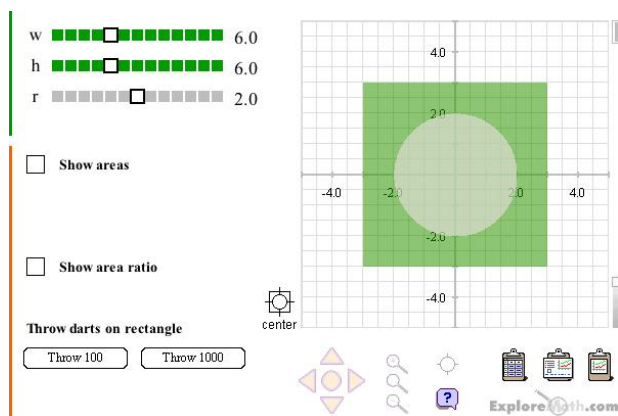 w 6.0
h 6.0
r 2.0
Show areas
Show area ratio
Throw darts on rectangle
Throw 100 Throw 1000
4.0
2.0
-4.0 -2.0 2.0 4.0
-2.0
-4.0
center
?
ExploreMath.com